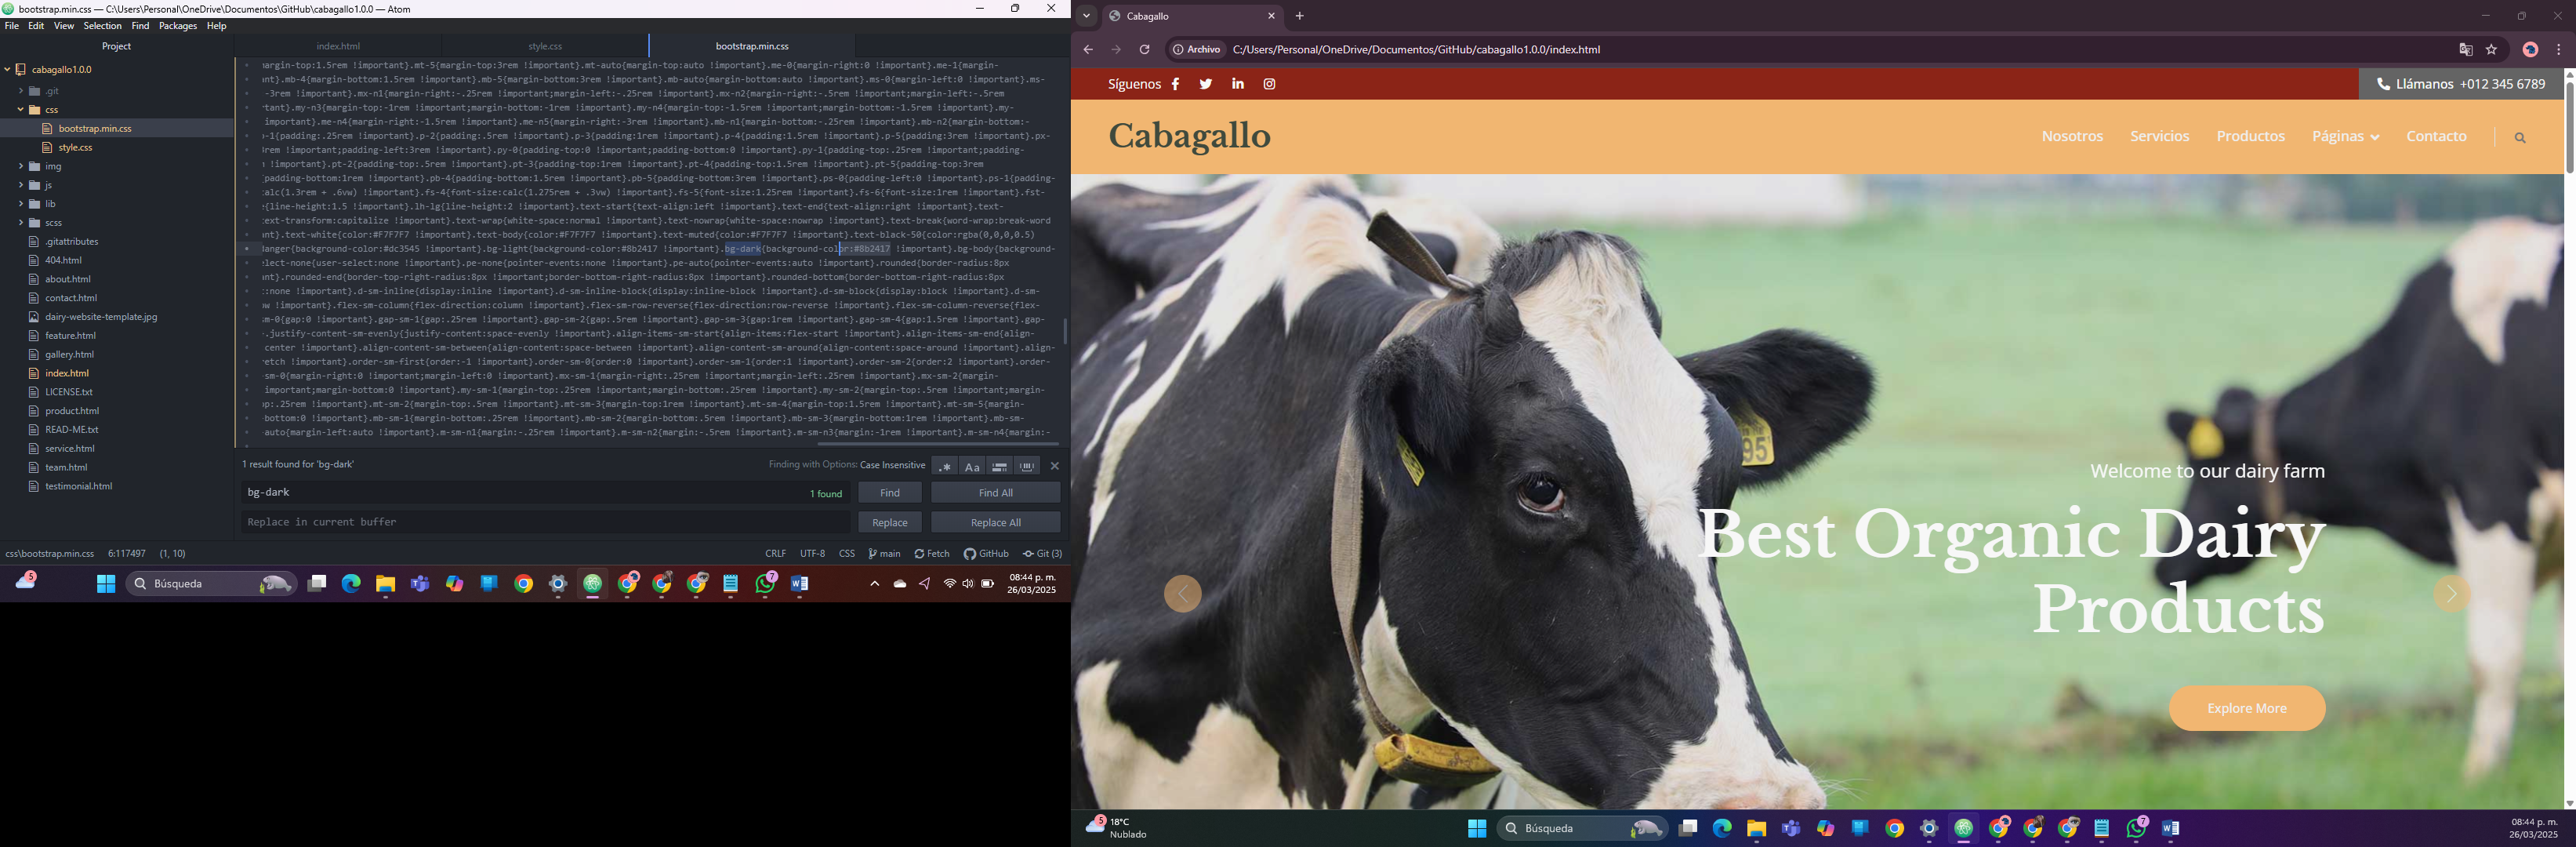 bootstrap.min.css — C:\Users\Personal\OneDrive\Documentos\GitHub\cabagallo1.0.0 — Atom
File Edit View Selection Find Packages Help
Project
cabagallo1.0.0
.git
css
bootstrap.min.css
style.css
img
js
lib
scss
.gitattributes
404.html
about.html
contact.html
dairy-website-template.jpg
feature.html
gallery.html
index.html
LICENSE.txt
product.html
READ-ME.txt
service.html
team.html
testimonial.html
index.html style.css bootstrap.min.css
margin-top:1.5rem !important}.mt-5{margin-top:3rem !important}.mt-auto{margin-top:auto !important}.me-0{margin-right:0 !important}.me-1{margin-
ant}.mb-4{margin-bottom:1.5rem !important}.mb-5{margin-bottom:3rem !important}.mb-auto{margin-bottom:auto !important}.ms-0{margin-left:0 !important}.ms-
-3rem !important}.mx-n1{margin-right:-.25rem !important;margin-left:-.25rem !important}.mx-n2{margin-right:-.5rem !important;margin-left:-.5rem
tant}.my-n3{margin-top:-1rem !important;margin-bottom:-1rem !important}.my-n4{margin-top:-1.5rem !important;margin-bottom:-1.5rem !important}.my-
important}.me-n4{margin-right:-1.5rem !important}.me-n5{margin-right:-3rem !important}.mb-n1{margin-bottom:-.25rem !important}.mb-n2{margin-bottom:-
p-1{padding:.25rem !important}.p-2{padding:.5rem !important}.p-3{padding:1rem !important}.p-4{padding:1.5rem !important}.p-5{padding:3rem !important}.px-
3rem !important;padding-left:3rem !important}.py-0{padding-top:0 !important;padding-bottom:0 !important}.py-1{padding-top:.25rem !important;padding-
!important}.pt-2{padding-top:.5rem !important}.pt-3{padding-top:1rem !important}.pt-4{padding-top:1.5rem !important}.pt-5{padding-top:3rem
padding-bottom:1rem !important}.pb-4{padding-bottom:1.5rem !important}.pb-5{padding-bottom:3rem !important}.ps-0{padding-left:0 !important}.ps-1{padding-
alc(1.3rem + .6vw) !important}.fs-4{font-size:calc(1.275rem + .3vw) !important}.fs-5{font-size:1.25rem !important}.fs-6{font-size:1rem !important}.fst-
{line-height:1.5 !important}.lh-lg{line-height:2 !important}.text-start{text-align:left !important}.text-end{text-align:right !important}.text-
text-transform:capitalize !important}.text-wrap{white-space:normal !important}.text-nowrap{white-space:nowrap !important}.text-break{word-wrap:break-word
ant}.text-white{color:#F7F7F7 !important}.text-body{color:#F7F7F7 !important}.text-muted{color:#F7F7F7 !important}.text-black-50{color:rgba(0,0,0,0.5)
danger{background-color:#dc3545 !important}.bg-light{background-color:#8b2417 !important}.bg-dark{background-color:#8b2417 !important}.bg-body{background-
elect-none{user-select:none !important}.pe-none{pointer-events:none !important}.pe-auto{pointer-events:auto !important}.rounded{border-radius:8px
ant}.rounded-end{border-top-right-radius:8px !important;border-bottom-right-radius:8px !important}.rounded-bottom{border-bottom-right-radius:8px
:none !important}.d-sm-inline{display:inline !important}.d-sm-inline-block{display:inline-block !important}.d-sm-block{display:block !important}.d-sm-
w !important}.flex-sm-column{flex-direction:column !important}.flex-sm-row-reverse{flex-direction:row-reverse !important}.flex-sm-column-reverse{flex-
sm-0{gap:0 !important}.gap-sm-1{gap:.25rem !important}.gap-sm-2{gap:.5rem !important}.gap-sm-3{gap:1rem !important}.gap-sm-4{gap:1.5rem !important}
.justify-content-sm-evenly{justify-content:space-evenly !important}.align-items-sm-start{align-items:flex-start !important}.align-items-sm-end{align-
center !important}.align-content-sm-between{align-content:space-between !important}.align-content-sm-around{align-content:space-around !important}.align-
etch !important}.order-sm-first{order:-1 !important}.order-sm-0{order:0 !important}.order-sm-1{order:1 !important}.order-sm-2{order:2 !important}.order-
sm-0{margin-right:0 !important;margin-left:0 !important}.mx-sm-1{margin-right:.25rem !important;margin-left:.25rem !important}.mx-sm-2{margin-
important;margin-bottom:0 !important}.my-sm-1{margin-top:.25rem !important;margin-bottom:.25rem !important}.my-sm-2{margin-top:.5rem !important;margin-
p:.25rem !important}.mt-sm-2{margin-top:.5rem !important}.mt-sm-3{margin-top:1rem !important}.mt-sm-4{margin-top:1.5rem !important}.mt-sm-5{margin-
bottom:0 !important}.mb-sm-1{margin-bottom:.25rem !important}.mb-sm-2{margin-bottom:.5rem !important}.mb-sm-3{margin-bottom:1rem !important}.mb-sm-
auto{margin-left:auto !important}.m-sm-n1{margin:-.25rem !important}.m-sm-n2{margin:-.5rem !important}.m-sm-n3{margin:-1rem !important}.m-sm-n4{margin:-
1 result found for 'bg-dark'
Finding with Options: Case Insensitive
.* Aa
bg-dark 1 found
Find Find All
Replace in current buffer
Replace Replace All
css\bootstrap.min.css 6:117497 (1, 10)
CRLF UTF-8 CSS main Fetch GitHub Git (3)
5
Búsqueda
7
08:44 p. m.
26/03/2025
Cabagallo
Archivo C:/Users/Personal/OneDrive/Documentos/GitHub/cabagallo1.0.0/index.html
Síguenos
Llámanos +012 345 6789
Cabagallo
Nosotros Servicios Productos Páginas Contacto
95
Welcome to our dairy farm
Best Organic Dairy
Products
Explore More
5
18°C
Nublado
Búsqueda
7
08:44 p. m.
26/03/2025